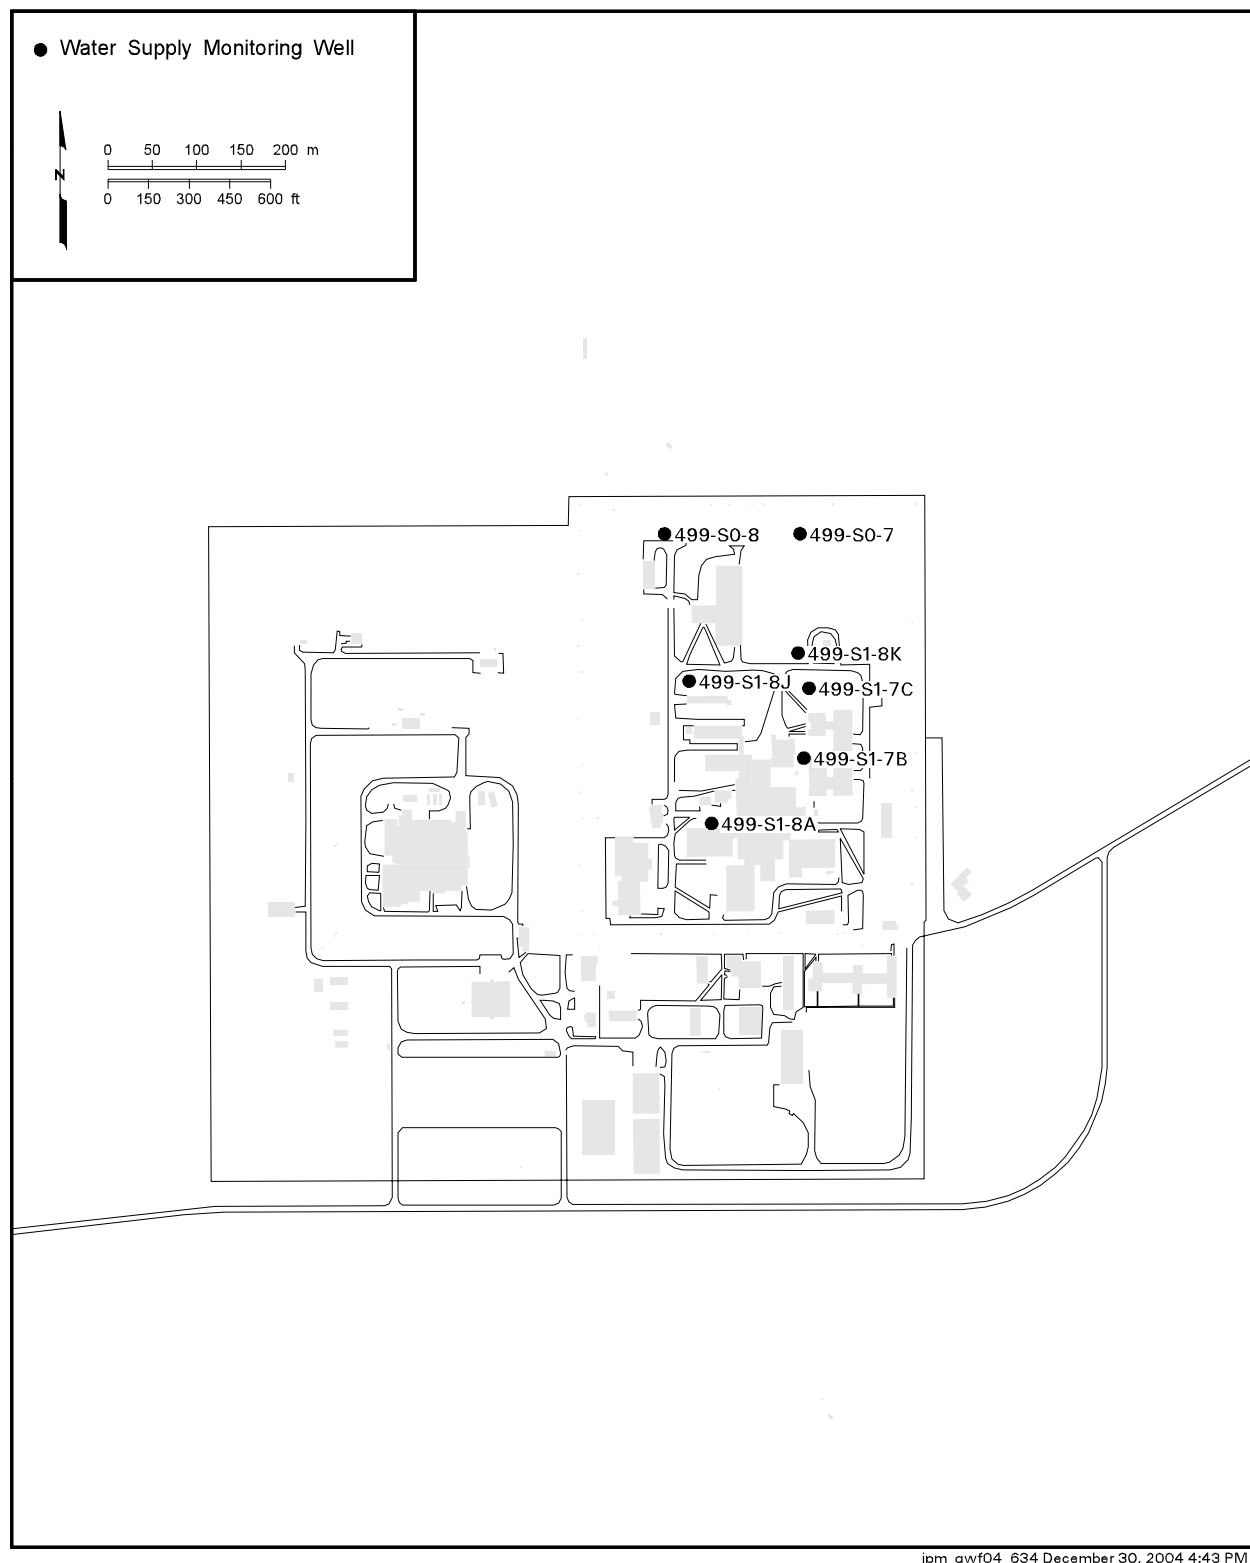 Water Supply Monitoring Well
0 50 100 150 200 m
N
0 150 300 450 600 ft
499-S0-8
499-S0-7
499-S1-8K
499-S1-8J
499-S1-7C
499-S1-7B
499-S1-8A
jpm_gwf04_634 December 30, 2004 4:43 PM